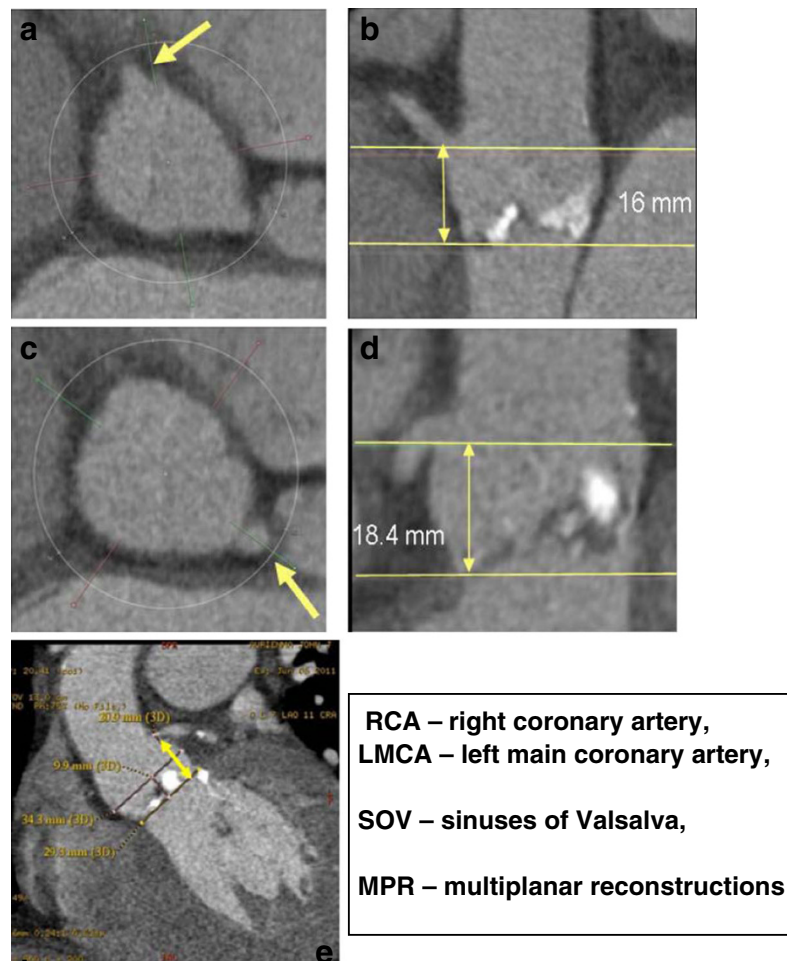 a
b
16 mm
c
d
18.4 mm
20.0 mm (3D)
9.9 mm (3D)
34.3 mm (3D)
29.3 mm (3D)
e
RCA – right coronary artery,
LMCA – left main coronary artery,
SOV – sinuses of Valsalva,
MPR – multiplanar reconstructions